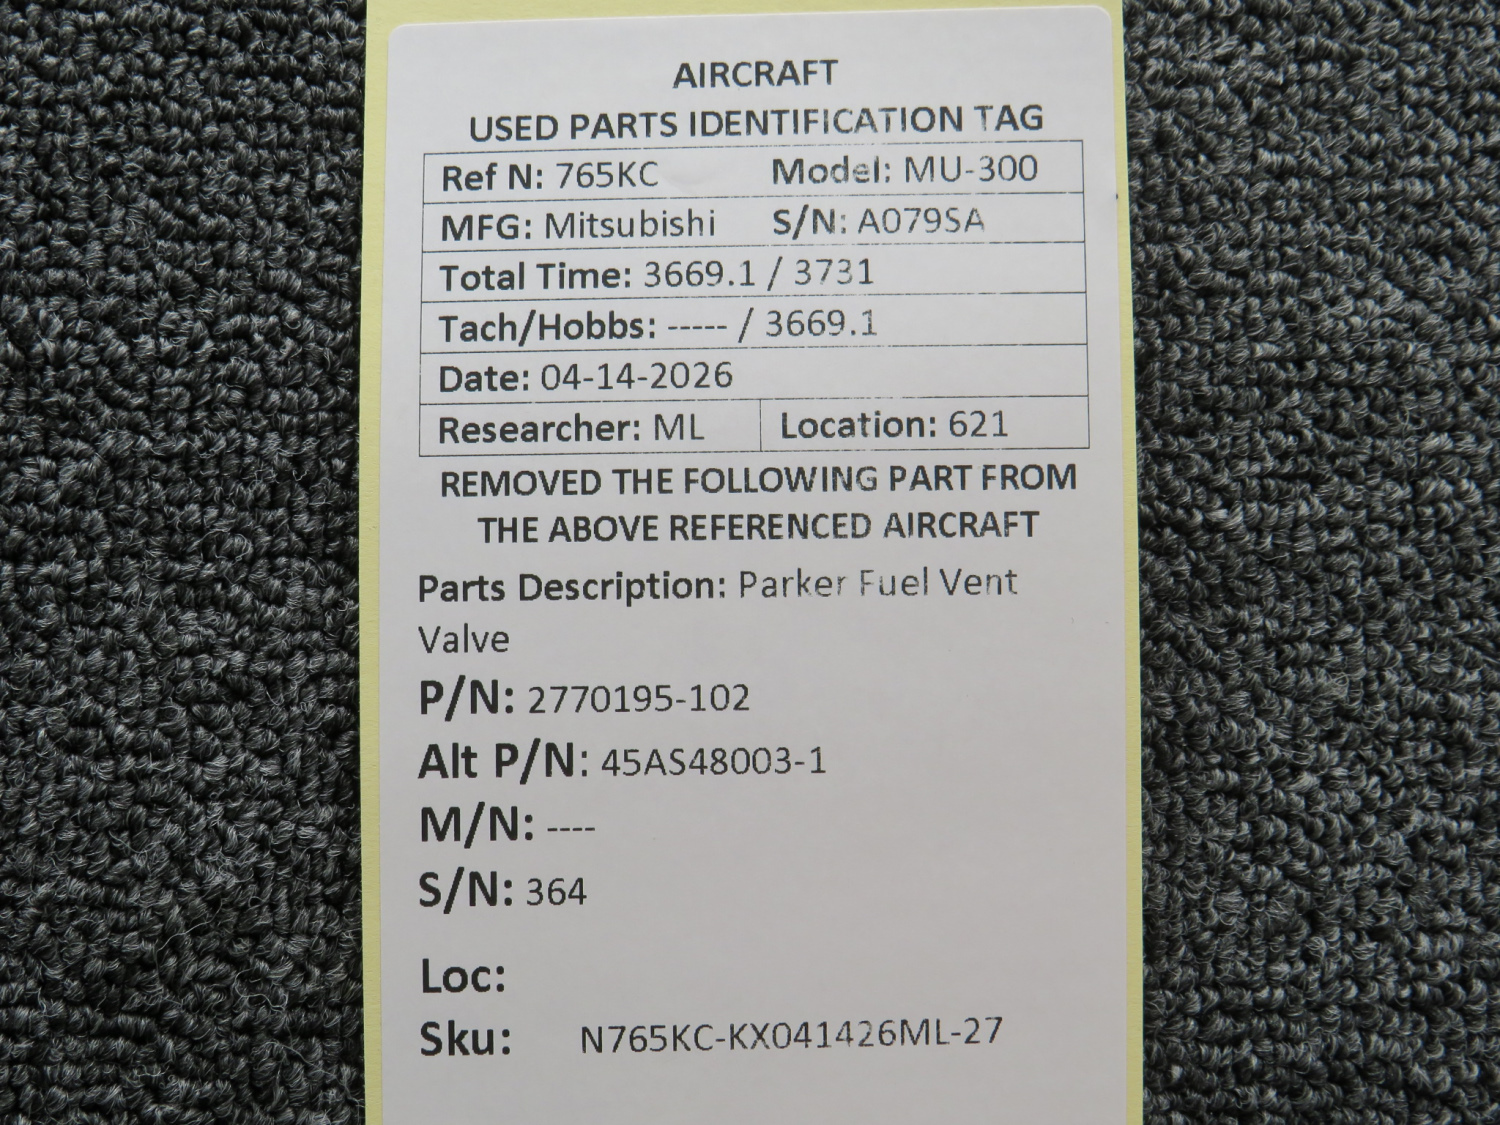 AIRCRAFT
USED PARTS IDENTIFICATION TAG
Ref N: 765KC Model: MU-300
MFG: Mitsubishi S/N: A079SA
Total Time: 3669.1 / 3731
Tach/Hobbs: ----- / 3669.1
Date: 04-14-2026
Researcher: ML Location: 621
REMOVED THE FOLLOWING PART FROM
THE ABOVE REFERENCED AIRCRAFT
Parts Description: Parker Fuel Vent
Valve
P/N: 2770195-102
Alt P/N: 45AS48003-1
M/N: ----
S/N: 364
Loc:
Sku: N765KC-KX041426ML-27